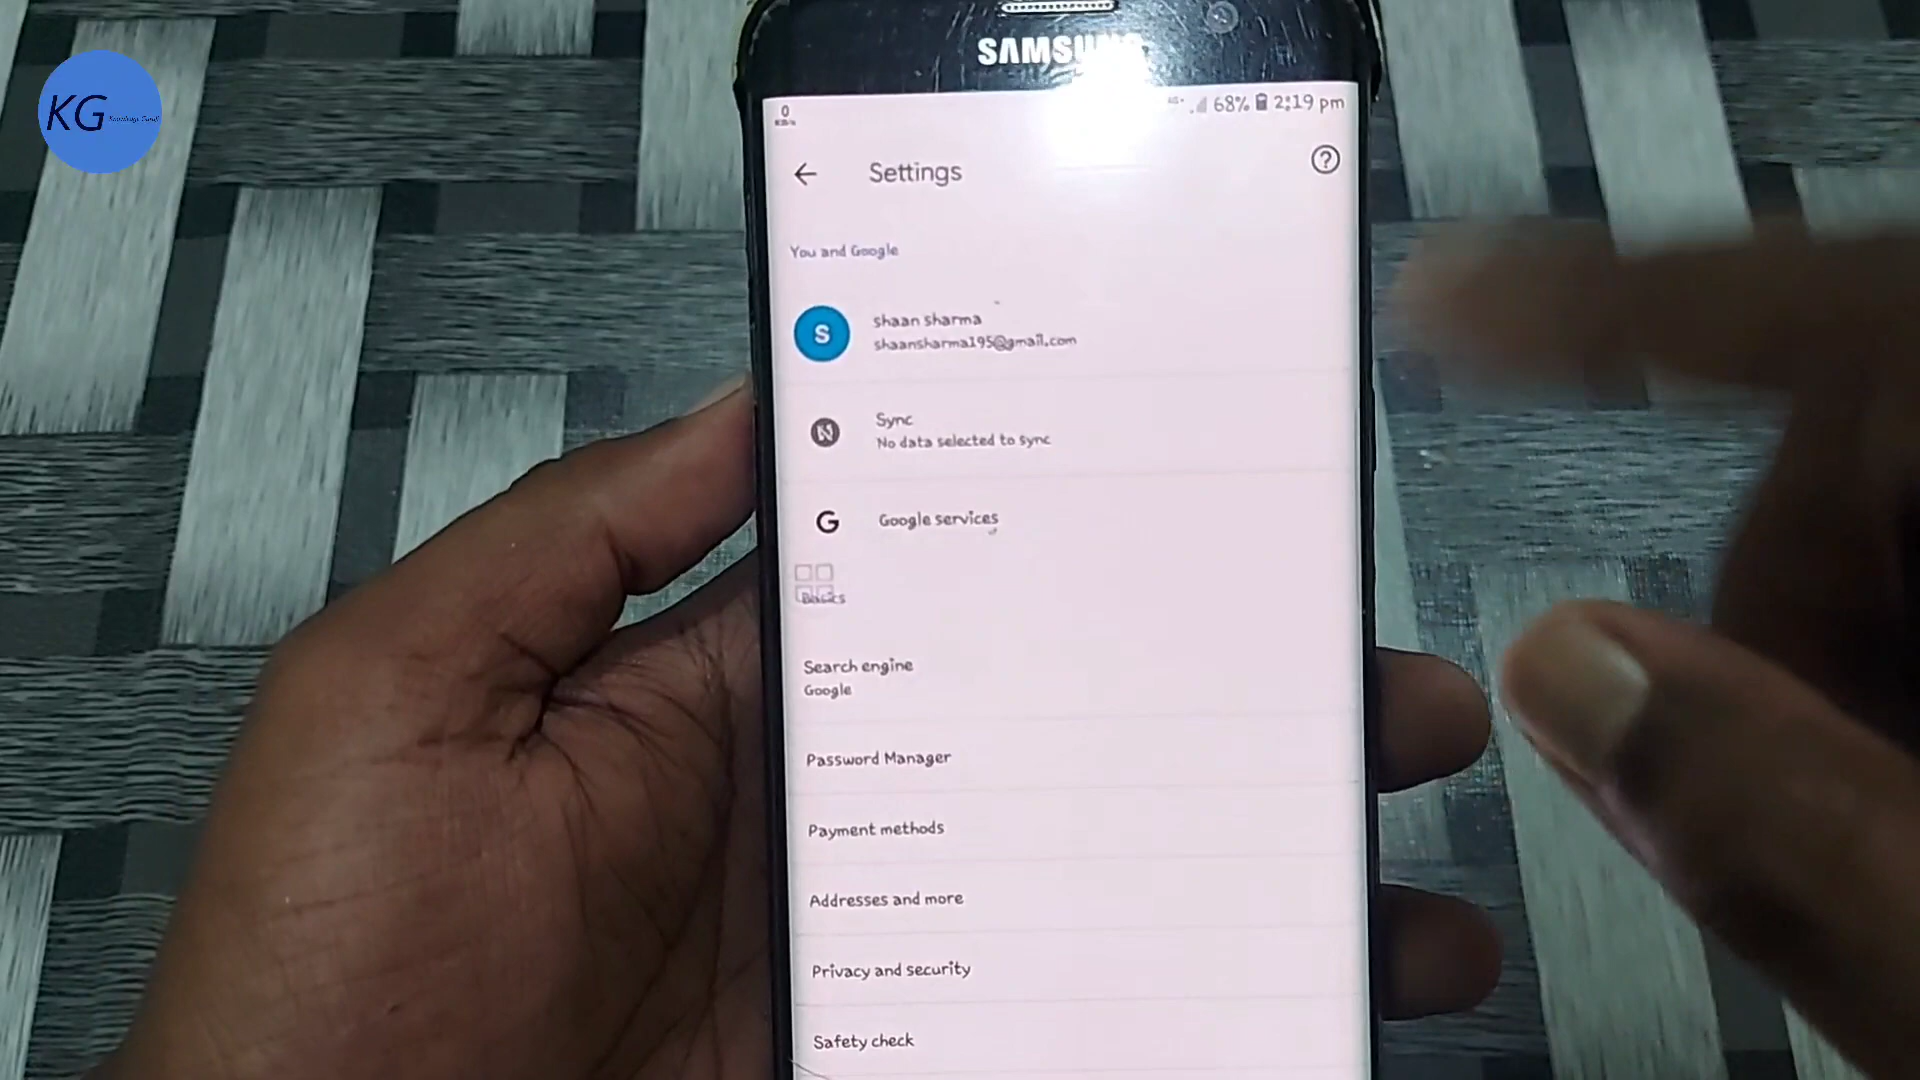 KG
SAMSUNG
0
68% 2:19 pm
Settings
You and Google
S
shaan sharma
shaansharma195@gmail.com
Sync
No data selected to sync
G
Google services
Basics
Search engine
Google
Password Manager
Payment methods
Addresses and more
Privacy and security
Safety check